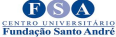 FSA
CENTRO UNIVERSITÁRIO
Fundação Santo André